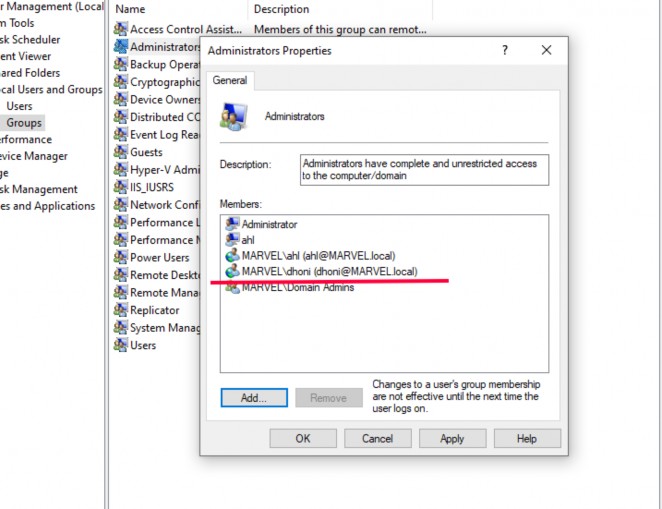 r Management (Local
m Tools
sk Scheduler
ent Viewer
ared Folders
cal Users and Groups
Users
Groups
erformance
evice Manager
ge
sk Management
es and Applications
Name Description
Access Control Assist... Members of this group can remot...
Administrators
Backup Opera
Cryptographic
Device Owners
Distributed CO
Event Log Rea
Guests
Hyper-V Admi
IIS_IUSRS
Network Confi
Performance L
Performance M
Power Users
Remote Deskto
Remote Mana
Replicator
System Manag
Users
Administrators Properties ? ×
General
Administrators
Description: Administrators have complete and unrestricted access
to the computer/domain
Members:
Administrator
ahl
MARVEL\ahl (ahl@MARVEL.local)
MARVEL\dhoni (dhoni@MARVEL.local)
MARVEL\Domain Admins
Add... Remove
Changes to a user's group membership
are not effective until the next time the
user logs on.
OK Cancel Apply Help